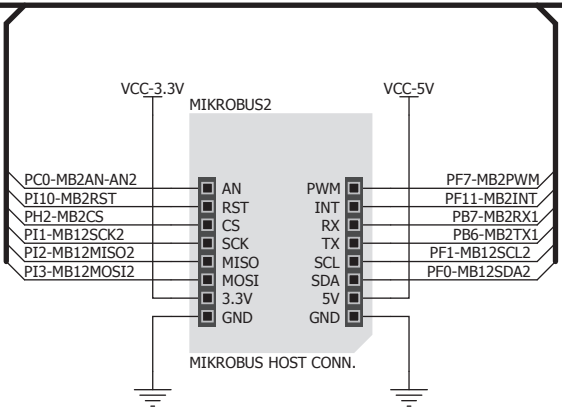 VCC-3.3V
VCC-5V
MIKROBUS2
PC0-MB2AN-AN2
AN
PWM
PF7-MB2PWM
PI10-MB2RST
RST
INT
PF11-MB2INT
PH2-MB2CS
CS
RX
PB7-MB2RX1
PI1-MB12SCK2
SCK
TX
PB6-MB2TX1
PI2-MB12MISO2
MISO
SCL
PF1-MB12SCL2
PI3-MB12MOSI2
MOSI
SDA
PF0-MB12SDA2
3.3V
5V
GND
GND
MIKROBUS HOST CONN.